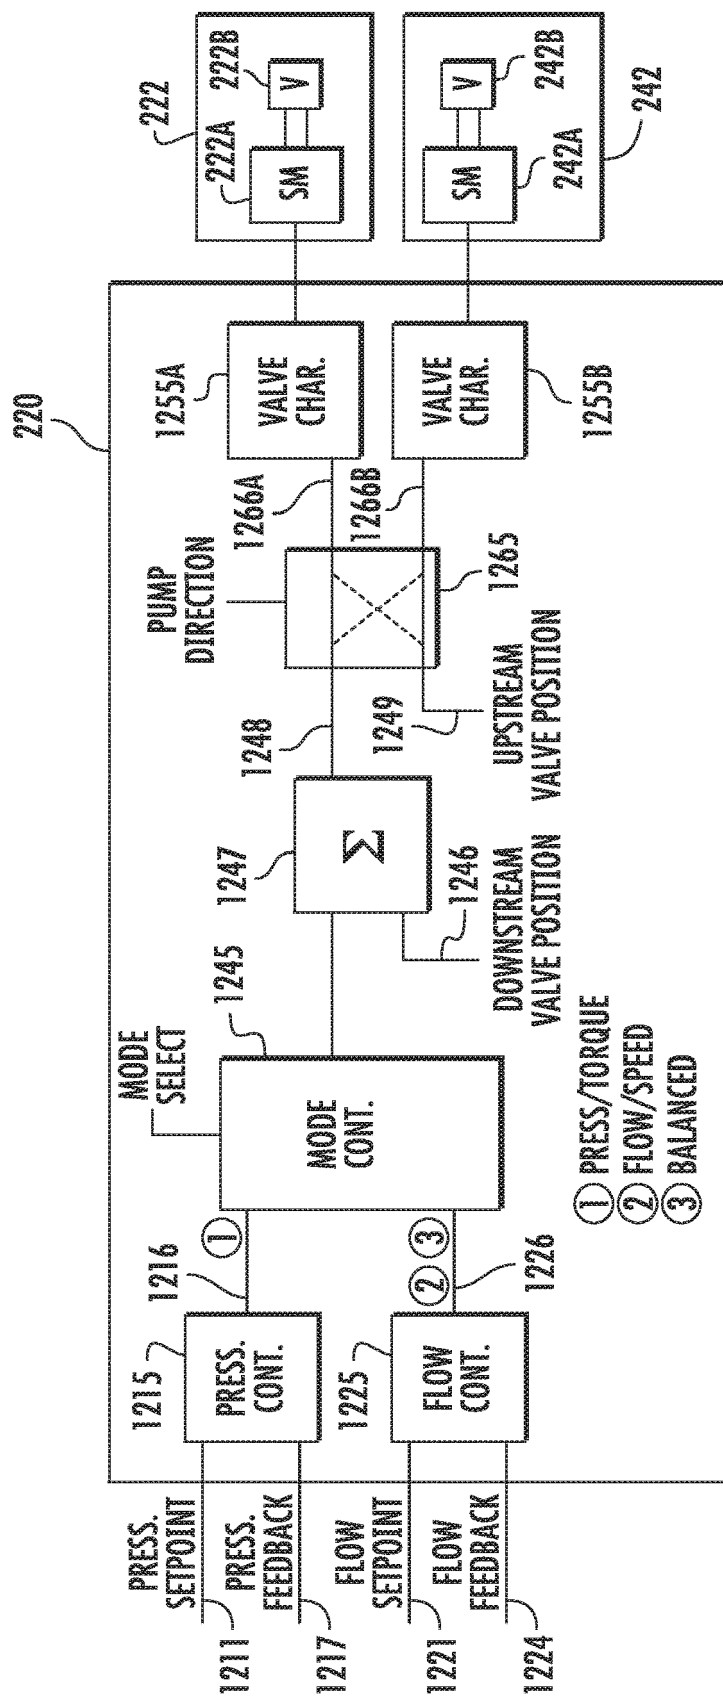 PRESS.
SETPOINT
1211
PRESS.
FEEDBACK
1217
FLOW
SETPOINT
1221
FLOW
FEEDBACK
1224
1215
PRESS.
CONT.
1216
1
1225
FLOW
CONT.
2
3
1226
MODE
SELECT
1245
MODE
CONT.
1 PRESS/TORQUE
2 FLOW/SPEED
3 BALANCED
1247
Σ
1246
DOWNSTREAM
VALVE POSITION
1248
1249
UPSTREAM
VALVE POSITION
PUMP
DIRECTION
1265
1266A
1266B
220
1255A
VALVE
CHAR.
VALVE
CHAR.
1255B
222
222A
222B
SM
V
SM
V
242A
242B
242